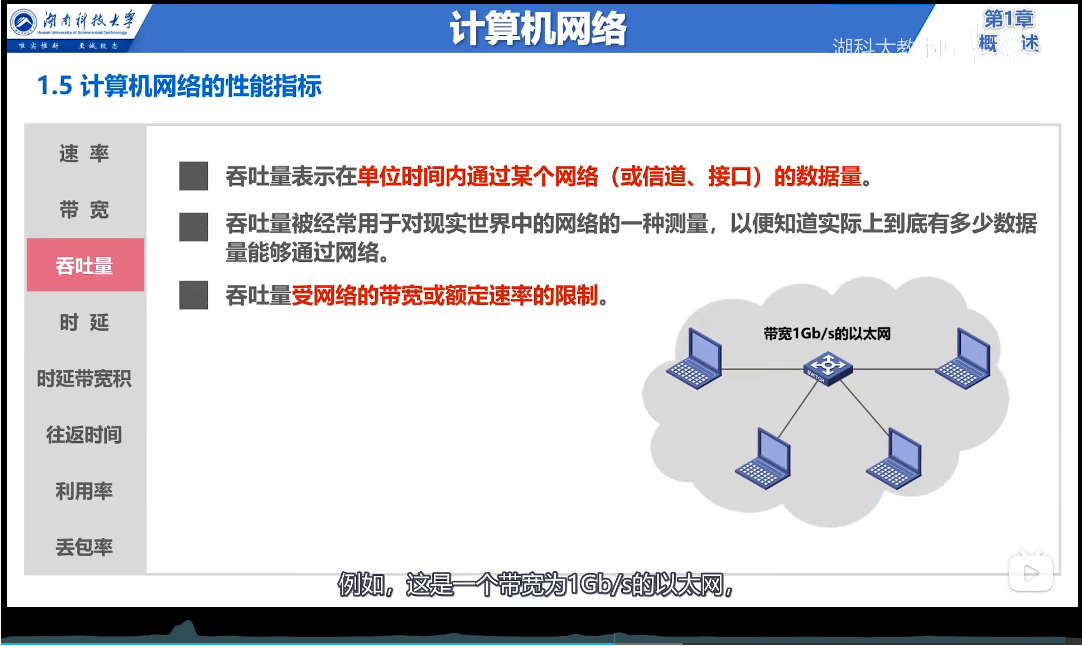 湖南科技大学
Hunan University of Science and Technology
唯实惟新 至诚致志
计算机网络
第1章
概 述
湖科大教
1.5 计算机网络的性能指标
速 率
带 宽
吞吐量
时 延
时延带宽积
往返时间
利用率
丢包率
吞吐量表示在单位时间内通过某个网络（或信道、接口）的数据量。
吞吐量被经常用于对现实世界中的网络的一种测量，以便知道实际上到底有多少数据
量能够通过网络。
吞吐量受网络的带宽或额定速率的限制。
带宽1Gb/s的以太网
例如，这是一个带宽为1Gb/s的以太网，